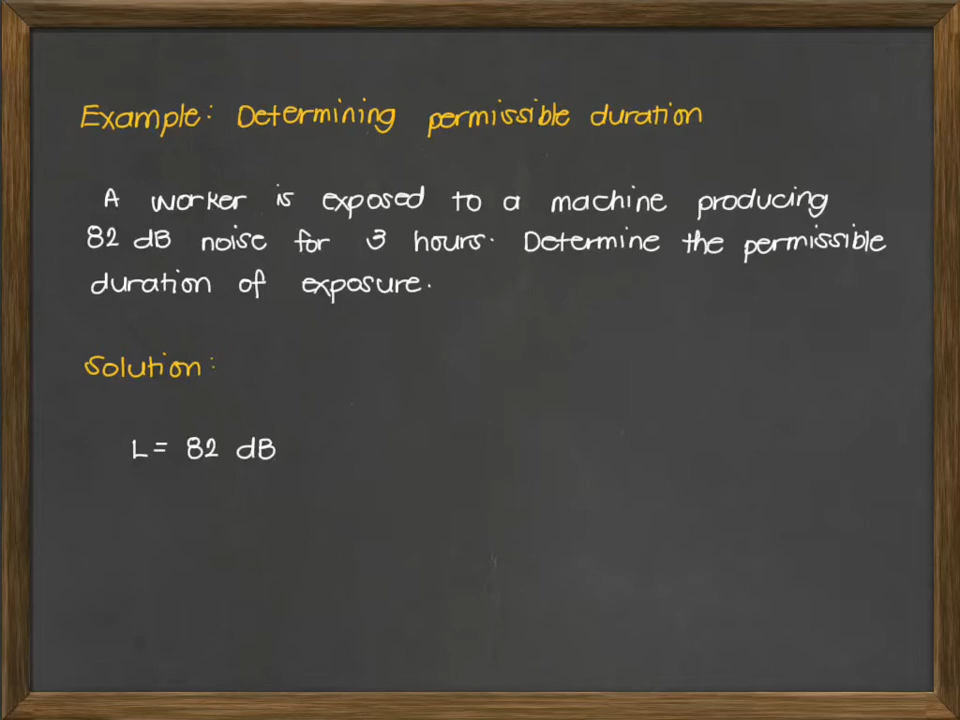 Example: Determining permissible duration
A worker is exposed to a machine producing
82 dB noise for 3 hours. Determine the permissible
duration of exposure.
Solution:
L = 82 dB